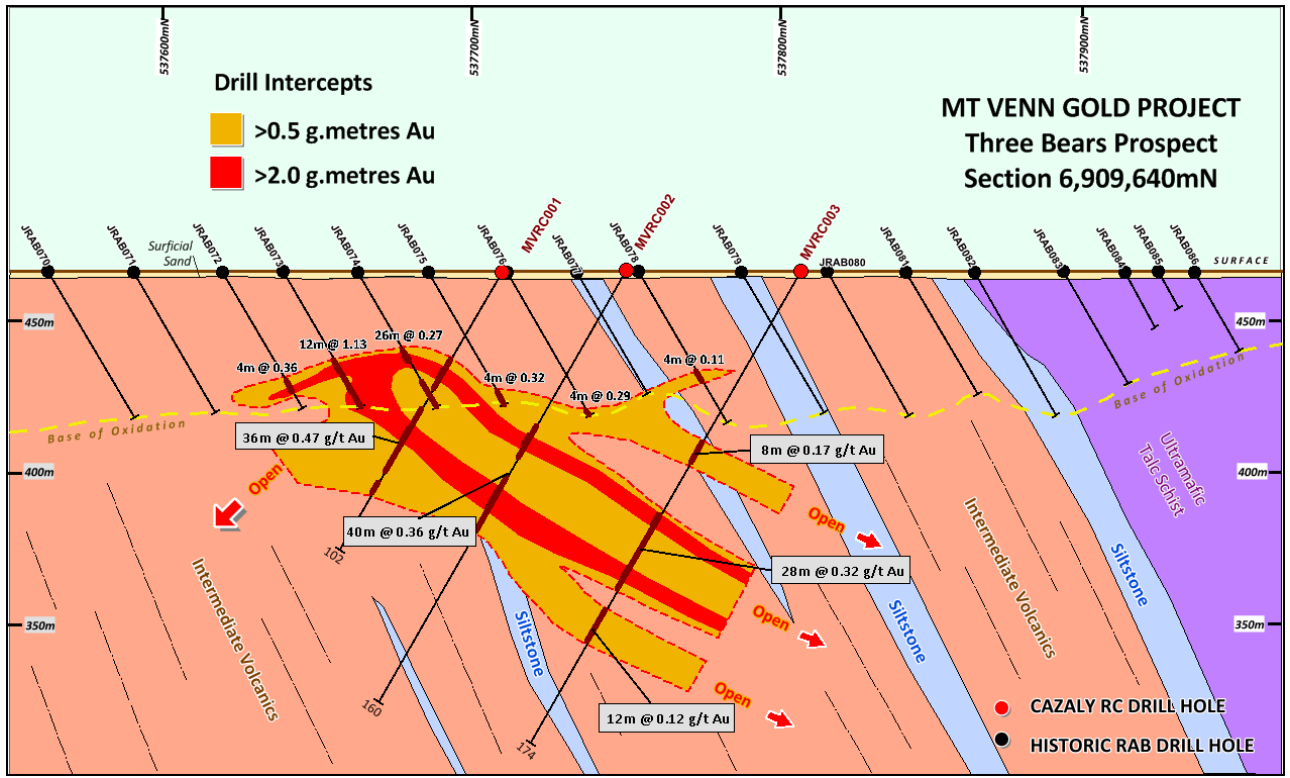 537600mN
537700mN
537800mN
537900mN
Drill Intercepts
>0.5 g.metres Au
>2.0 g.metres Au
MT VENN GOLD PROJECT
Three Bears Prospect
Section 6,909,640mN
JRAB070
JRAB071
Surficial
Sand
JRAB072
JRAB073
JRAB074
JRAB075
JRAB076
MVRC001
JRAB077
JRAB078
MVRC002
JRAB079
MVRC003
JRAB080
JRAB081
JRAB082
JRAB083
JRAB084
JRAB085
JRAB086
SURFACE
450m
450m
4m @ 0.36
12m @ 1.13
26m @ 0.27
4m @ 0.32
4m @ 0.29
4m @ 0.11
Base of Oxidation
Base of Oxidation
36m @ 0.47 g/t Au
8m @ 0.17 g/t Au
400m
400m
Open
40m @ 0.36 g/t Au
Open
28m @ 0.32 g/t Au
Ultramafic
Talc Schist
102
Intermediate Volcanics
Intermediate Volcanics
Siltstone
Siltstone
Siltstone
350m
350m
Open
Open
160
174
12m @ 0.12 g/t Au
CAZALY RC DRILL HOLE
HISTORIC RAB DRILL HOLE